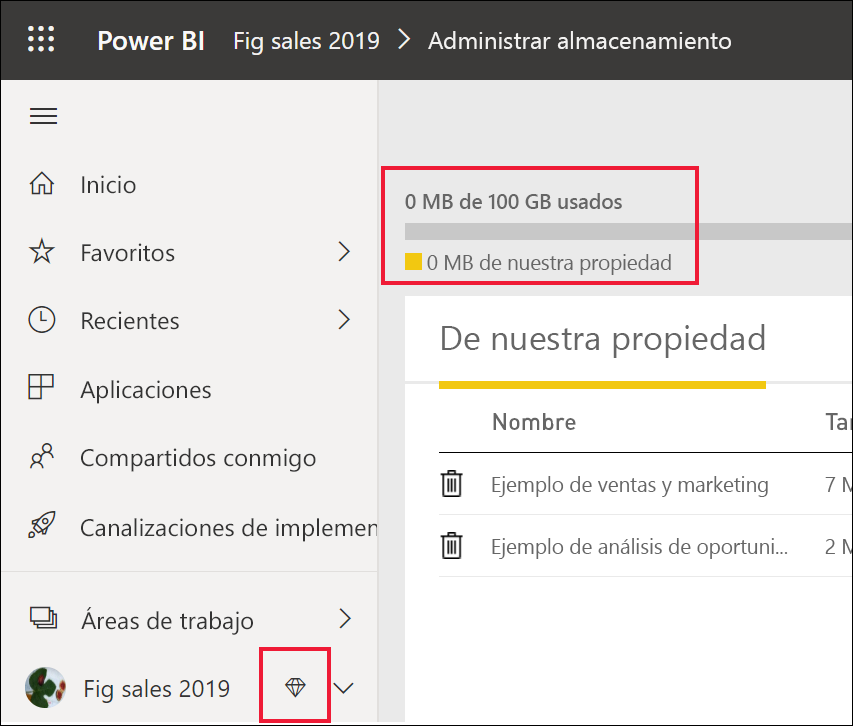 Power BI Fig sales 2019 > Administrar almacenamiento
Inicio
Favoritos
Recientes
Aplicaciones
Compartidos conmigo
Canalizaciones de implemen
Áreas de trabajo
Fig sales 2019
0 MB de 100 GB usados
0 MB de nuestra propiedad
De nuestra propiedad
Nombre Ta
Ejemplo de ventas y marketing 7 M
Ejemplo de análisis de oportuni... 2 M